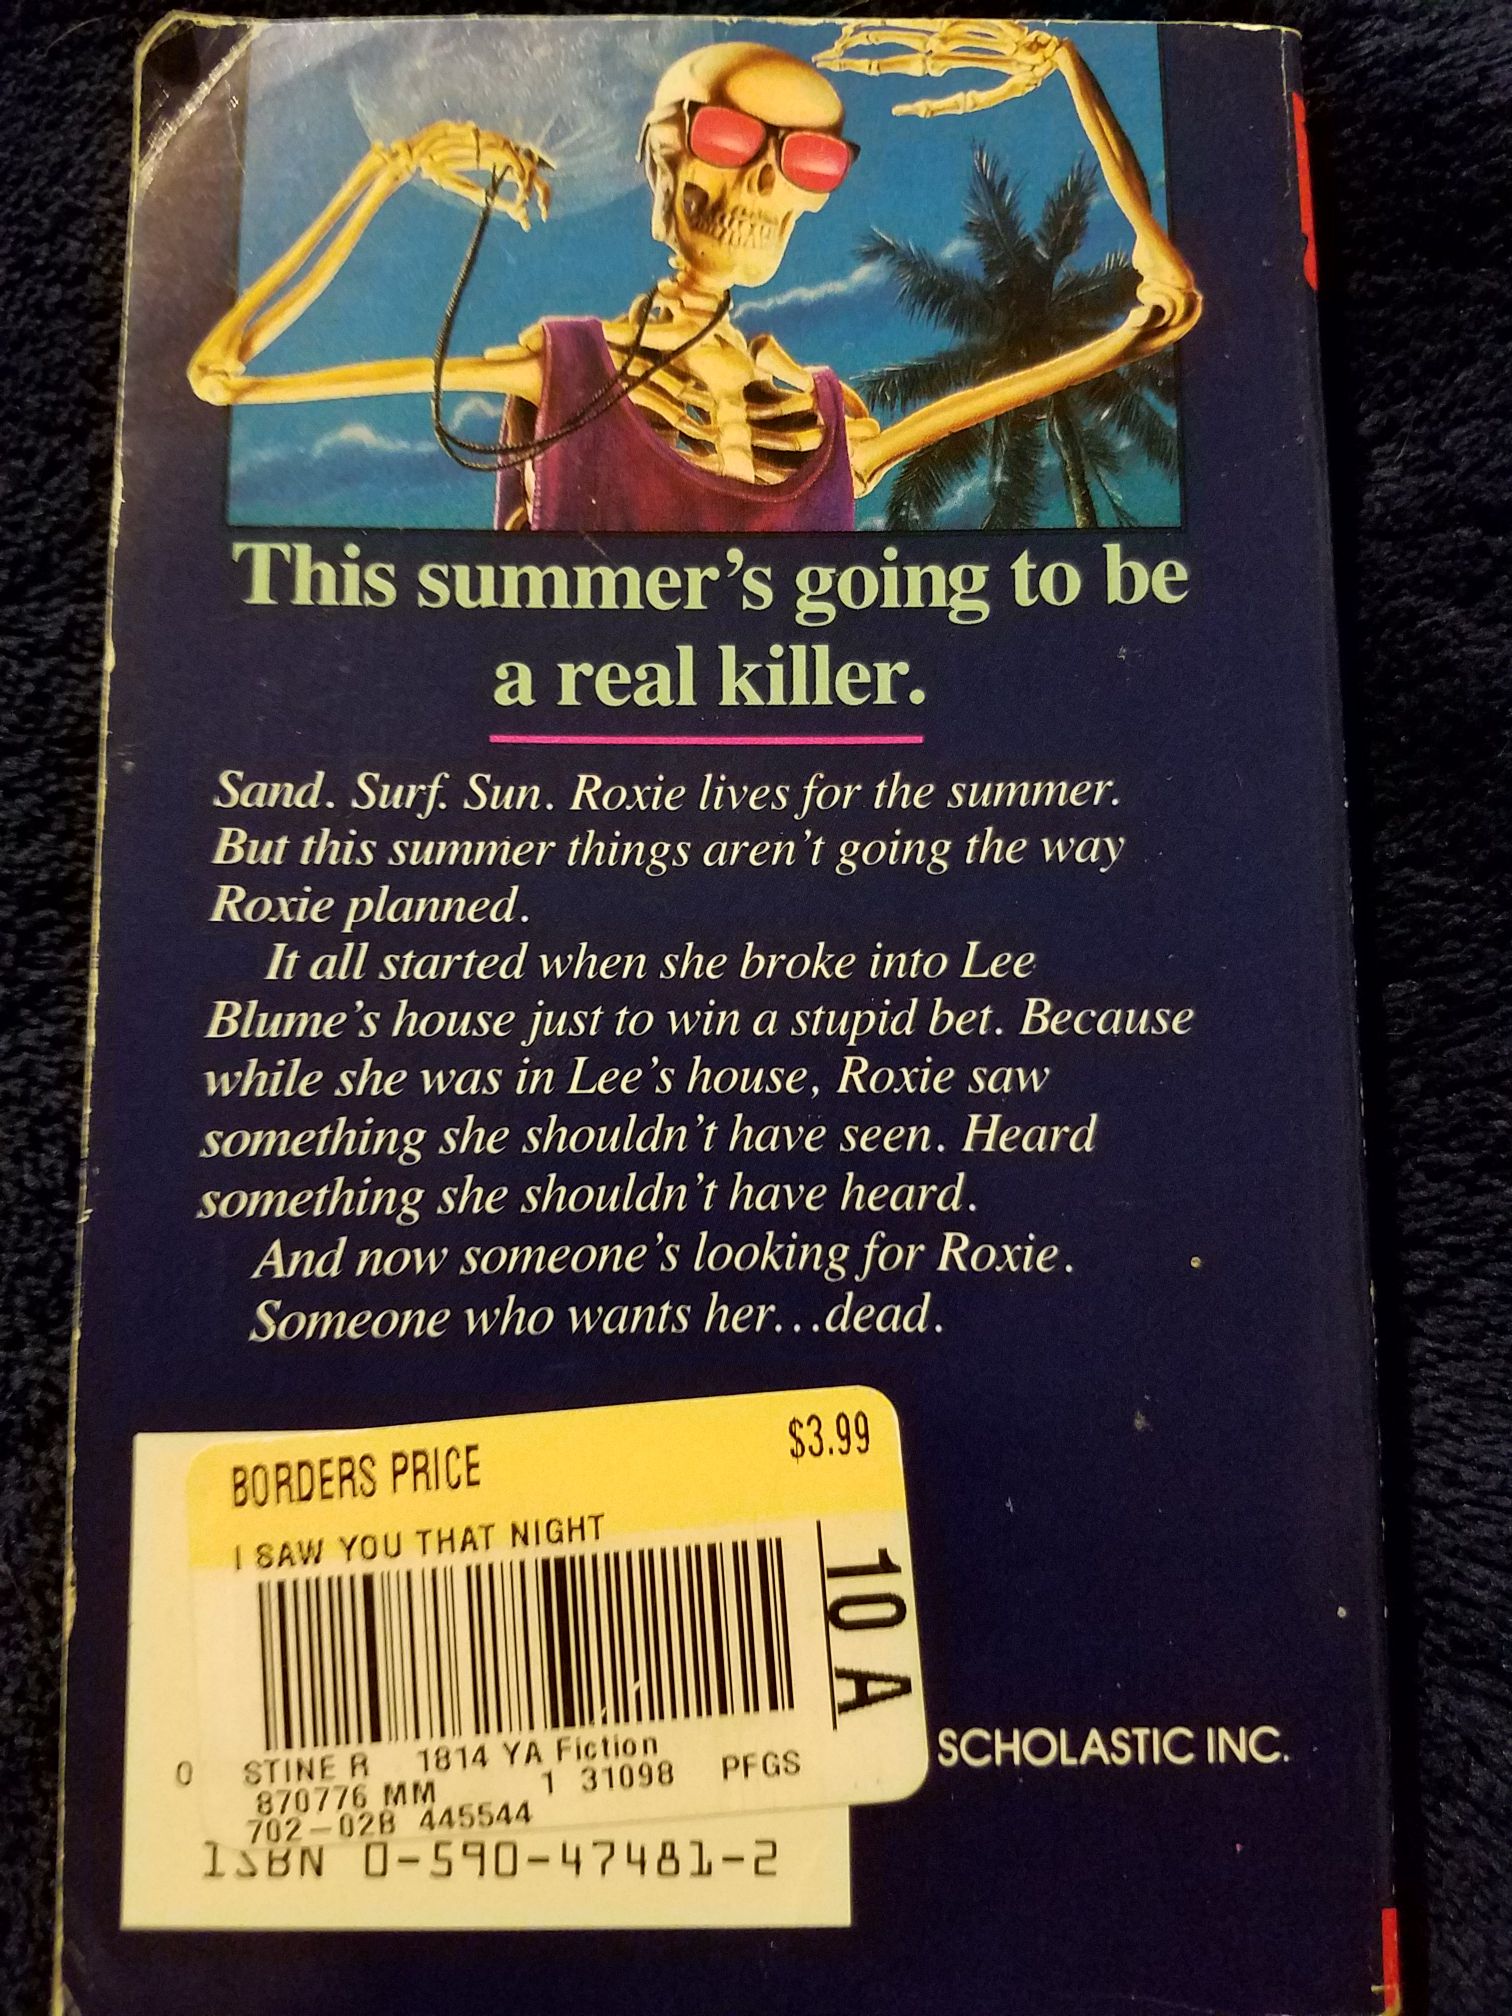 This summer's going to be
a real killer.
Sand. Surf. Sun. Roxie lives for the summer.
But this summer things aren't going the way
Roxie planned.
It all started when she broke into Lee
Blume's house just to win a stupid bet. Because
while she was in Lee's house, Roxie saw
something she shouldn't have seen. Heard
something she shouldn't have heard.
And now someone's looking for Roxie.
Someone who wants her...dead.
BORDERS PRICE $3.99
I SAW YOU THAT NIGHT
10 A
0 STINE R 1814 YA Fiction
870776 MM 1 31098 PFGS
702-02B 445544
ISBN 0-590-47481-2
SCHOLASTIC INC.